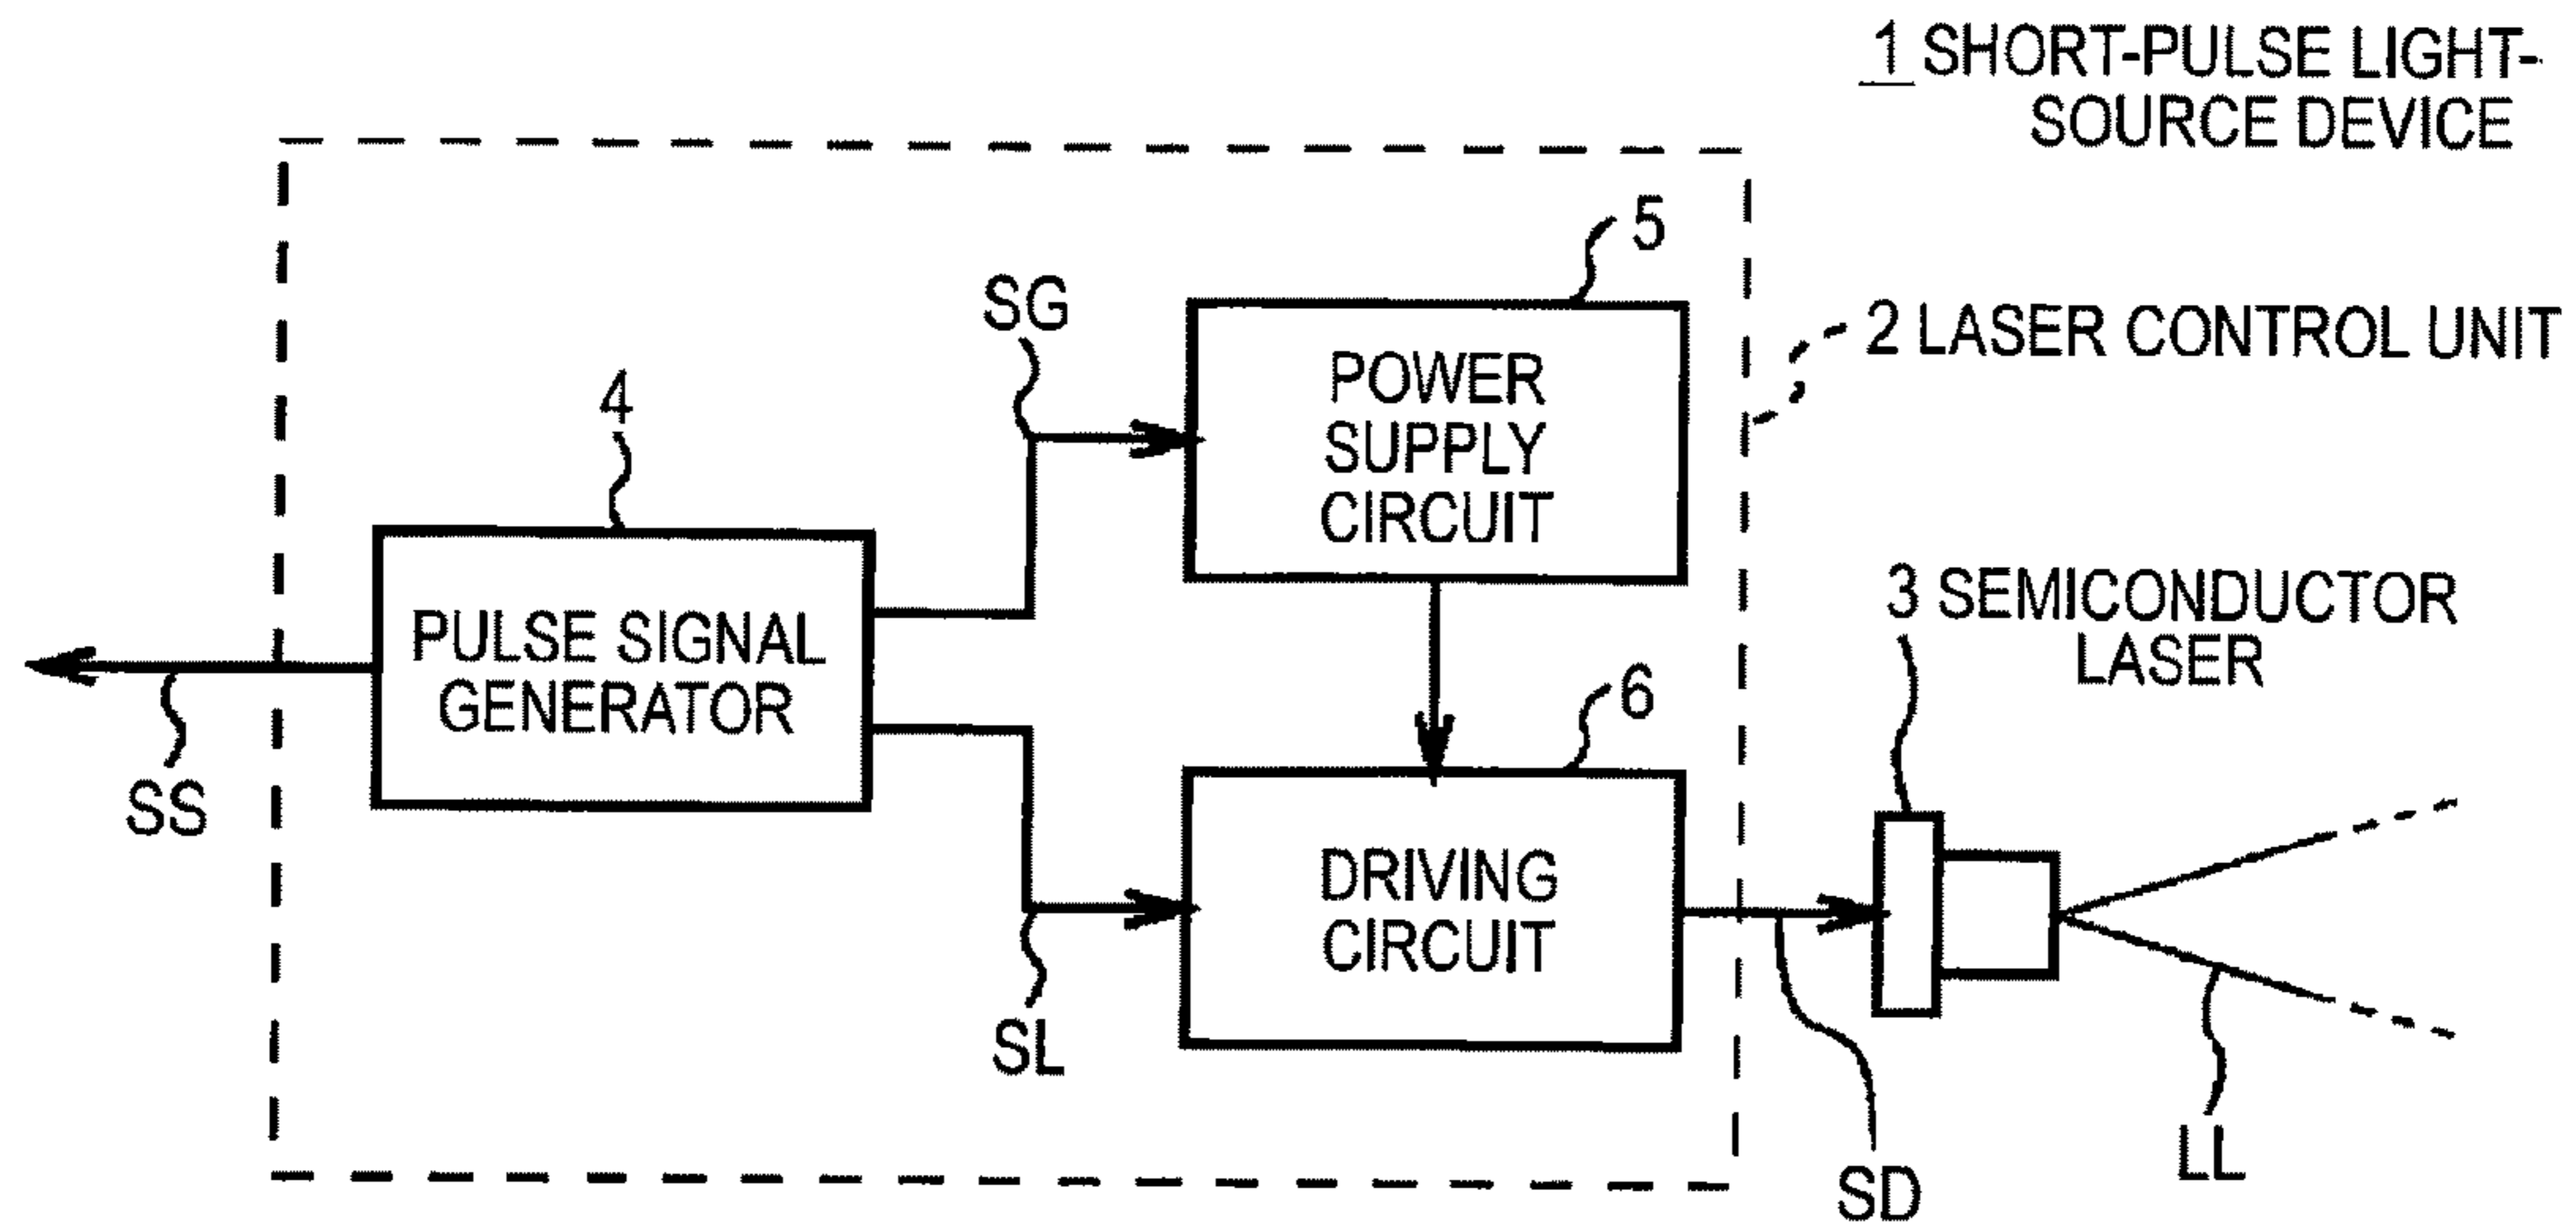 1 SHORT-PULSE LIGHT-
SOURCE DEVICE
5
SG
2 LASER CONTROL UNIT
POWER
SUPPLY
CIRCUIT
4
3 SEMICONDUCTOR
LASER
PULSE SIGNAL
GENERATOR
6
SS
DRIVING
CIRCUIT
SL
LL
SD